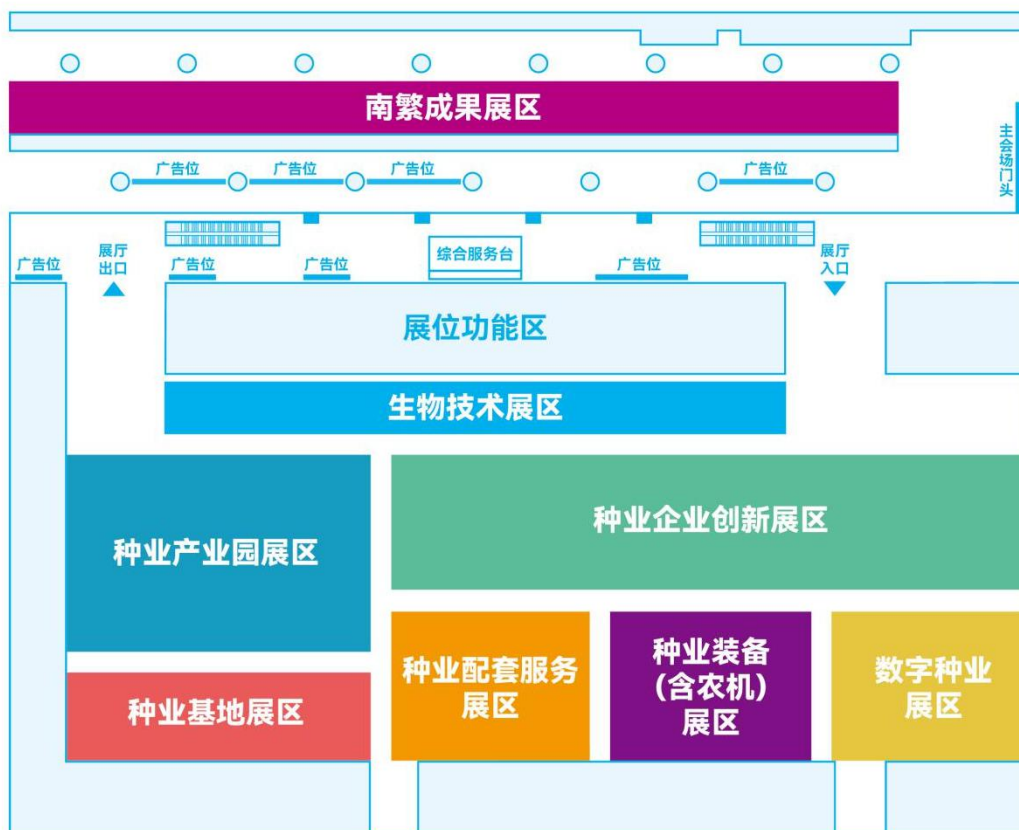 南繁成果展区
主会场门头
广告位
广告位
广告位
广告位
展厅
出口
综合服务台
展厅
入口
广告位
广告位
广告位
广告位
展位功能区
生物技术展区
种业产业园展区
种业企业创新展区
种业基地展区
种业配套服务
展区
种业装备
(含农机)
展区
数字种业
展区